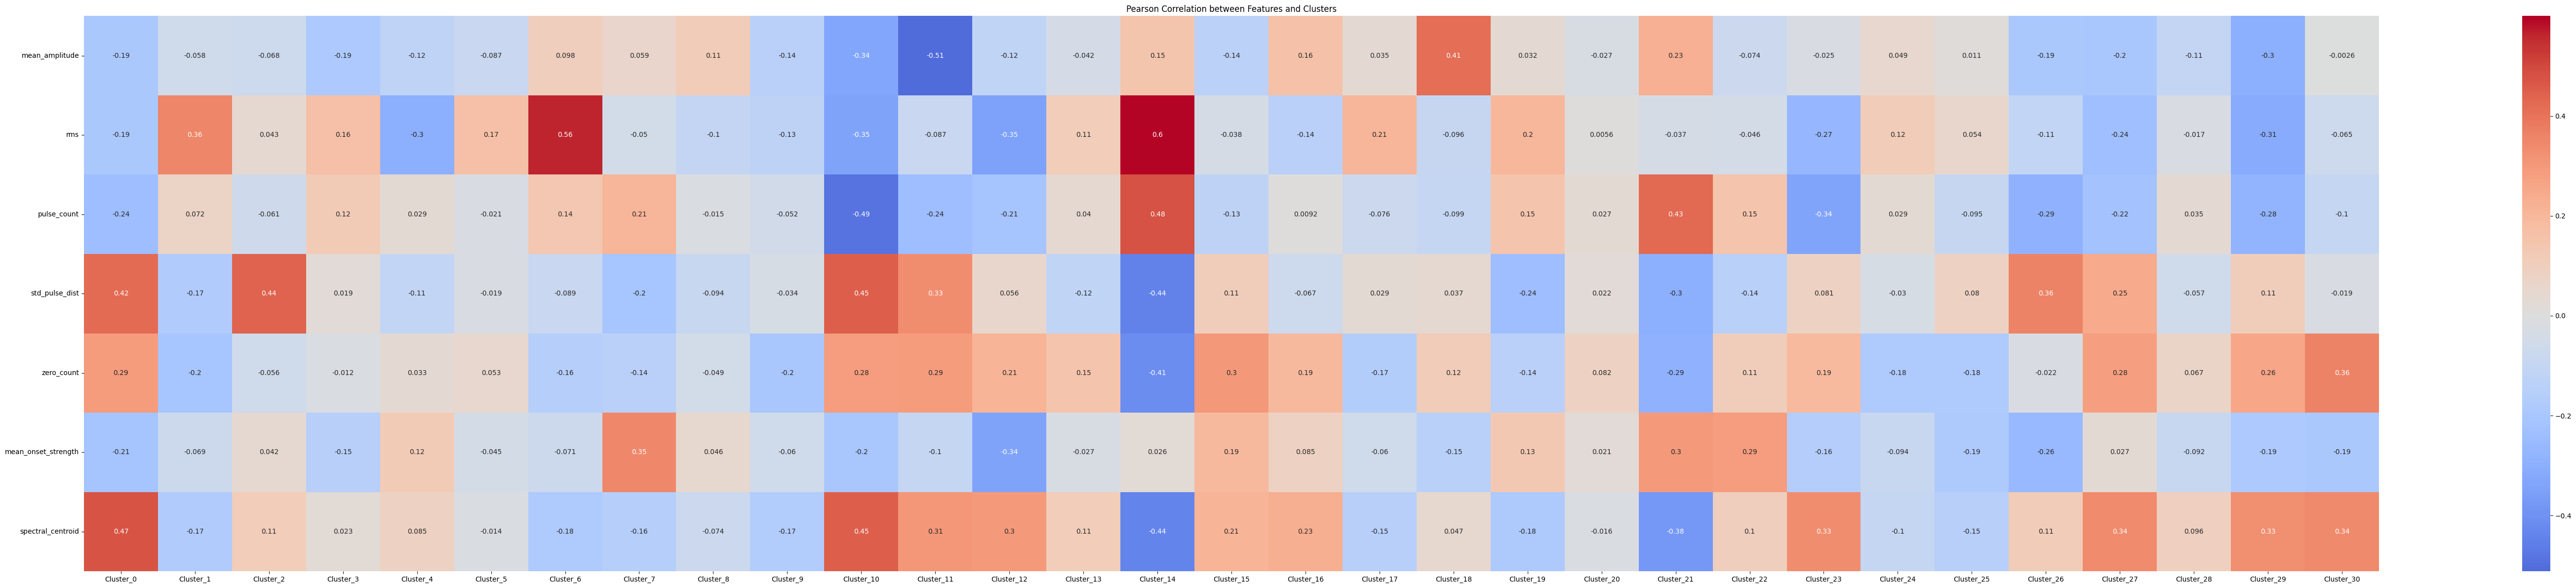 Pearson Correlation between Features and Clusters
mean_amplitude -0.19 -0.058 -0.068 -0.19 -0.12 -0.087 0.098 0.059 0.11 -0.14 -0.34 -0.51 -0.12 -0.042 0.15 -0.14 0.16 0.035 0.41 0.032 -0.027 0.23 -0.074 -0.025 0.049 0.011 -0.19 -0.2 -0.11 -0.3 -0.0026
rms -0.19 0.36 0.043 0.16 -0.3 0.17 0.56 -0.05 -0.1 -0.13 -0.35 -0.087 -0.35 0.11 0.6 -0.038 -0.14 0.21 -0.096 0.2 0.0056 -0.037 -0.046 -0.27 0.12 0.054 -0.11 -0.24 -0.017 -0.31 -0.065
pulse_count -0.24 0.072 -0.061 0.12 0.029 -0.021 0.14 0.21 -0.015 -0.052 -0.49 -0.24 -0.21 0.04 0.48 -0.13 0.0092 -0.076 -0.099 0.15 0.027 0.43 0.15 -0.34 0.029 -0.095 -0.29 -0.22 0.035 -0.28 -0.1
std_pulse_dist 0.42 -0.17 0.44 0.019 -0.11 -0.019 -0.089 -0.2 -0.094 -0.034 0.45 0.33 0.056 -0.12 -0.44 0.11 -0.067 0.029 0.037 -0.24 0.022 -0.3 -0.14 0.081 -0.03 0.08 0.36 0.25 -0.057 0.11 -0.019
zero_count 0.29 -0.2 -0.056 -0.012 0.033 0.053 -0.16 -0.14 -0.049 -0.2 0.28 0.29 0.21 0.15 -0.41 0.3 0.19 -0.17 0.12 -0.14 0.082 -0.29 0.11 0.19 -0.18 -0.18 -0.022 0.28 0.067 0.26 0.36
mean_onset_strength -0.21 -0.069 0.042 -0.15 0.12 -0.045 -0.071 0.35 0.046 -0.06 -0.2 -0.1 -0.34 -0.027 0.026 0.19 0.085 -0.06 -0.15 0.13 0.021 0.3 0.29 -0.16 -0.094 -0.19 -0.26 0.027 -0.092 -0.19 -0.19
spectral_centroid 0.47 -0.17 0.11 0.023 0.085 -0.014 -0.18 -0.16 -0.074 -0.17 0.45 0.31 0.3 0.11 -0.44 0.21 0.23 -0.15 0.047 -0.18 -0.016 -0.38 0.1 0.33 -0.1 -0.15 0.11 0.34 0.096 0.33 0.34
Cluster_0 Cluster_1 Cluster_2 Cluster_3 Cluster_4 Cluster_5 Cluster_6 Cluster_7 Cluster_8 Cluster_9 Cluster_10 Cluster_11 Cluster_12 Cluster_13 Cluster_14 Cluster_15 Cluster_16 Cluster_17 Cluster_18 Cluster_19 Cluster_20 Cluster_21 Cluster_22 Cluster_23 Cluster_24 Cluster_25 Cluster_26 Cluster_27 Cluster_28 Cluster_29 Cluster_30
0.4
0.2
0.0
−0.2
−0.4